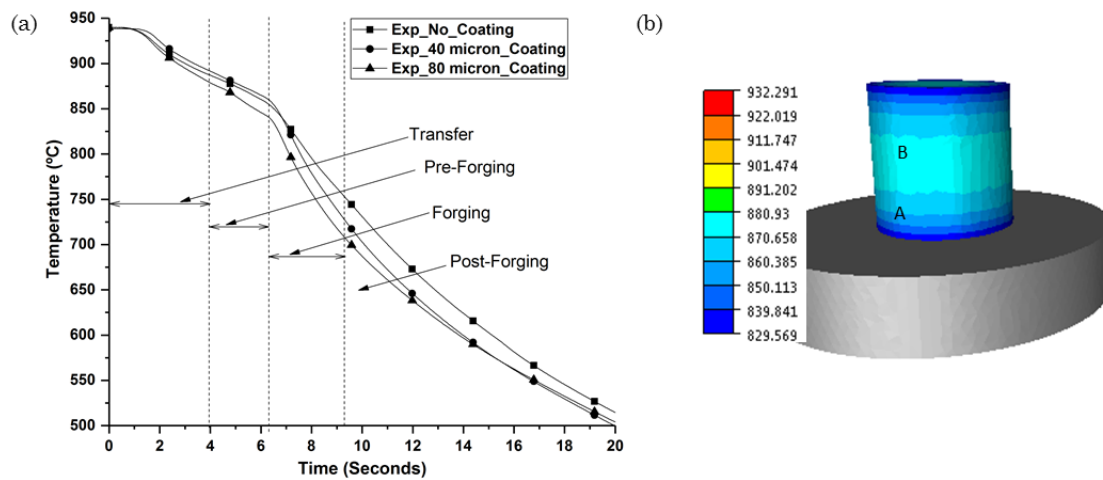 (a)
950
900
850
800
750
700
650
600
550
500
Temperature (ºC)
0 2 4 6 8 10 12 14 16 18 20
Time (Seconds)
Exp_No_Coating
Exp_40 micron_Coating
Exp_80 micron_Coating
Transfer
Pre-Forging
Forging
Post-Forging
(b)
932.291
922.019
911.747
901.474
891.202
880.93
870.658
860.385
850.113
839.841
829.569
B
A